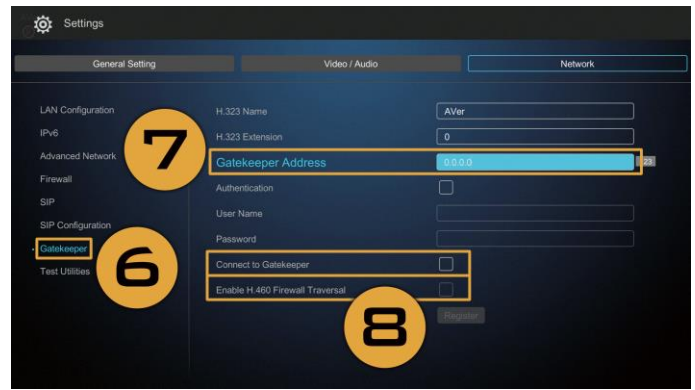 Settings
General Setting
Video / Audio
Network
LAN Configuration
IPv6
Advanced Network
Firewall
SIP
SIP Configuration
Gatekeeper
Test Utilities
H.323 Name
AVer
H.323 Extension
0
Gatekeeper Address
0.0.0.0
23
Authentication
User Name
Password
Connect to Gatekeeper
Enable H.460 Firewall Traversal
Register
7
6
8